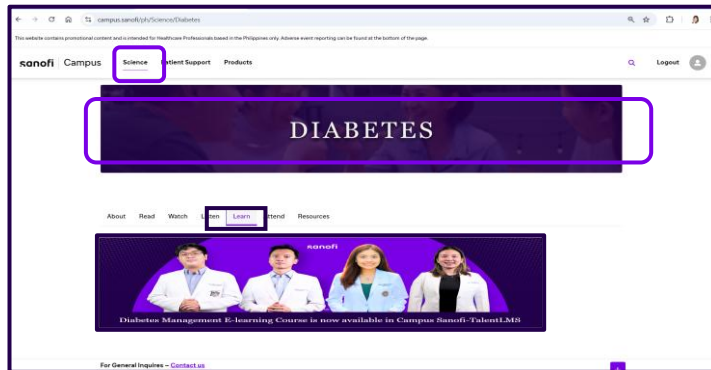 campus.sanofi/ph/Science/Diabetes
This website contains promotional content and is intended for Healthcare Professionals based in the Philippines only. Adverse event reporting can be found at the bottom of the page.
sanofi Campus Science Patient Support Products Logout
DIABETES
About Read Watch Listen Learn Attend Resources
sanofi
Diabetes Management E-learning Course is now available in Campus Sanofi-TalentLMS
For General Inquires – Contact us